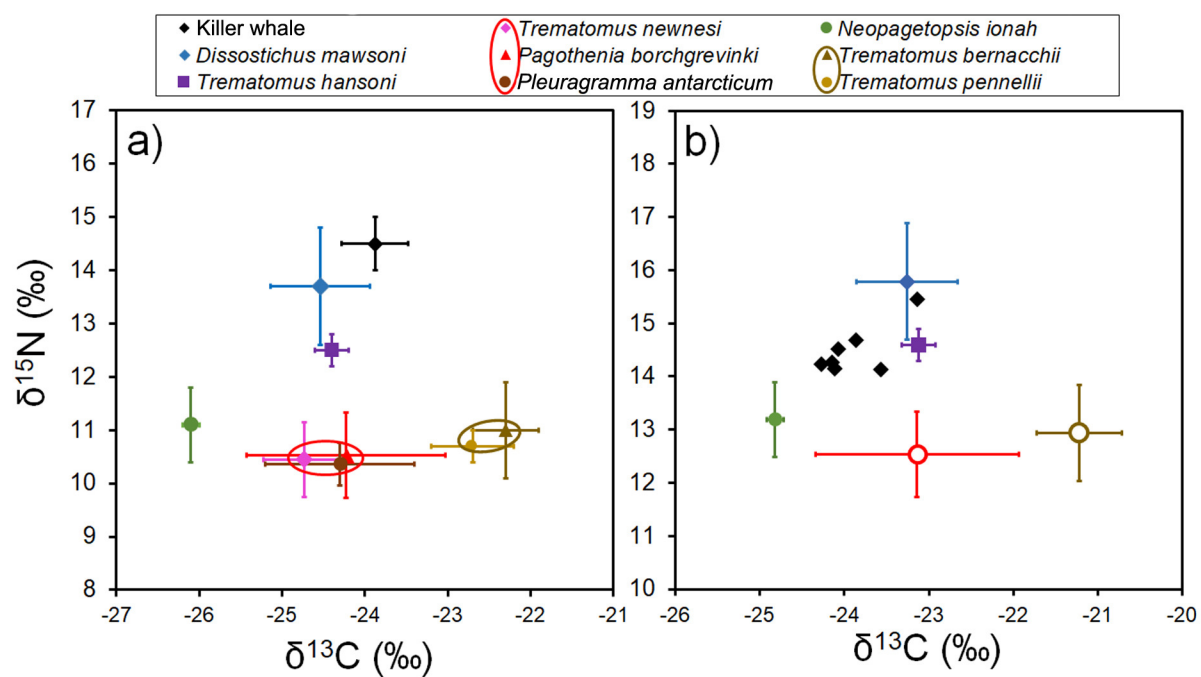 Killer whale Trematomus newnesi Neopagetopsis ionah
Dissostichus mawsoni Pagothenia borchgrevinki Trematomus bernacchii
Trematomus hansoni Pleuragramma antarcticum Trematomus pennellii
a)
17
16
15
14
13
12
11
10
9
8
-27 -26 -25 -24 -23 -22 -21
δ15N (‰)
δ13C (‰)
b)
19
18
17
16
15
14
13
12
11
10
-26 -25 -24 -23 -22 -21 -20
δ13C (‰)